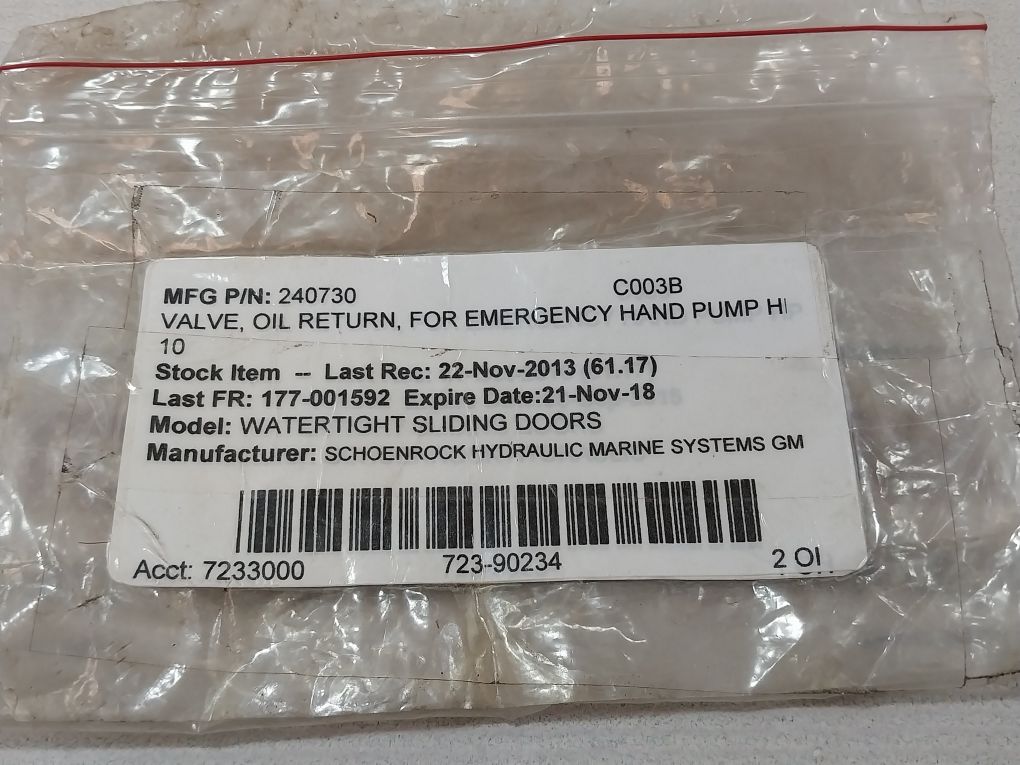 MFG P/N: 240730 C003B
VALVE, OIL RETURN, FOR EMERGENCY HAND PUMP
10
Stock Item -- Last Rec: 22-Nov-2013 (61.17)
Last FR: 177-001592 Expire Date:21-Nov-18
Model: WATERTIGHT SLIDING DOORS
Manufacturer: SCHOENROCK HYDRAULIC MARINE SYSTEMS GM
Acct: 7233000 723-90234 2